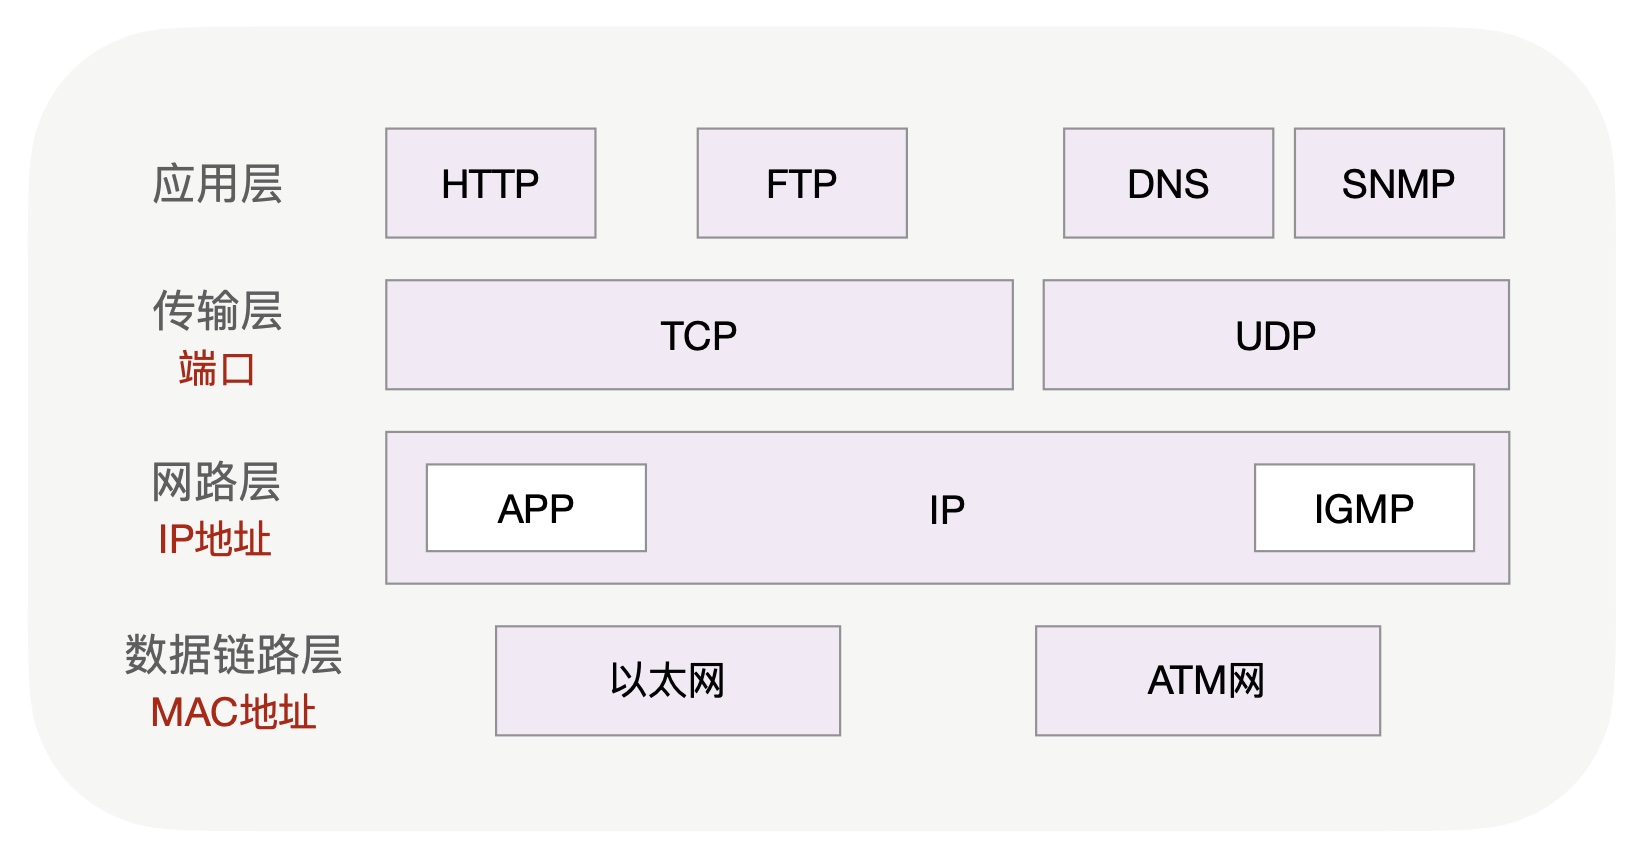 应用层
HTTP
FTP
DNS
SNMP
传输层
端口
TCP
UDP
网路层
IP地址
APP
IP
IGMP
数据链路层
MAC地址
以太网
ATM网